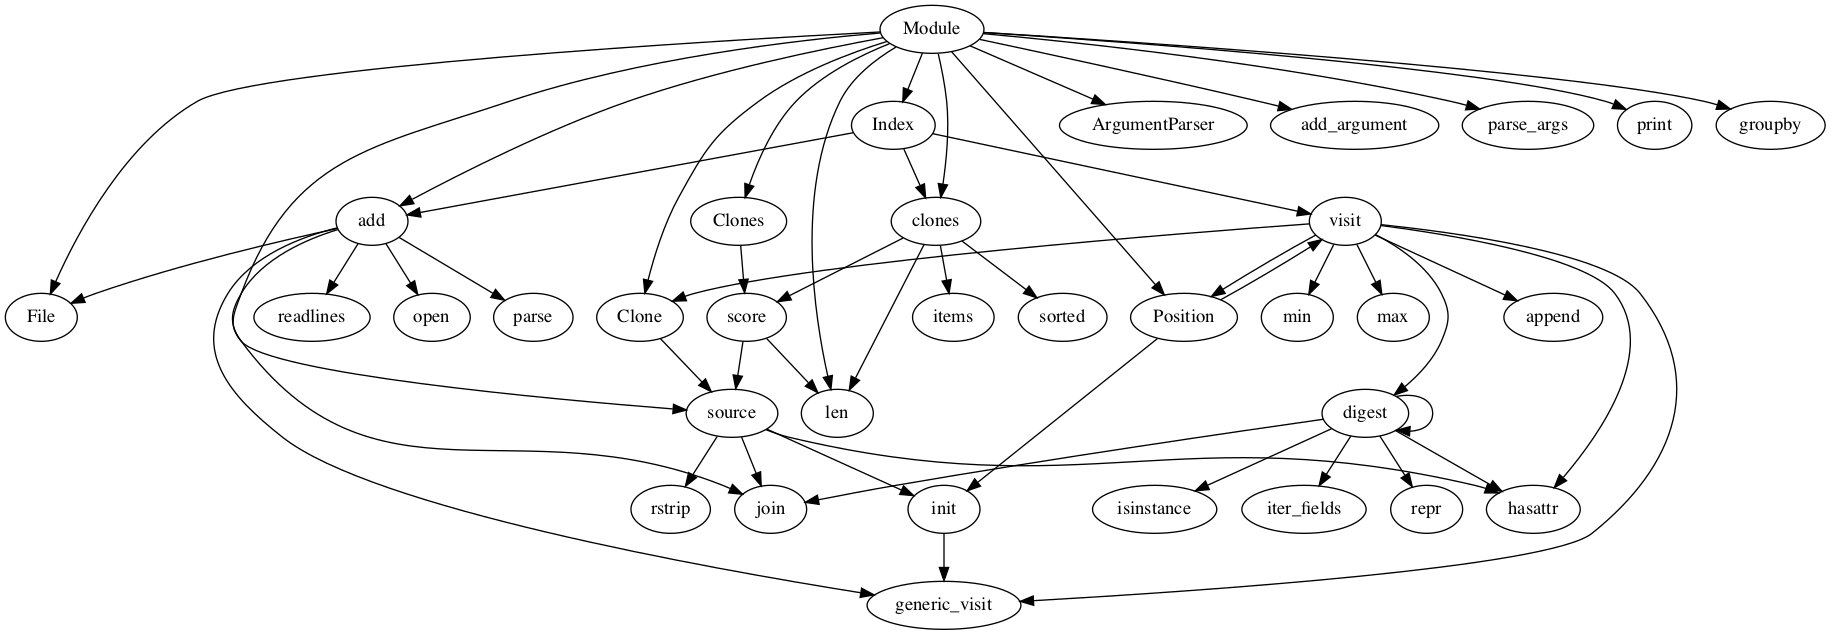 Module
Index
ArgumentParser
add_argument
parse_args
print
groupby
add
Clones
clones
visit
File
readlines
open
parse
Clone
score
items
sorted
Position
min
max
append
source
len
digest
rstrip
join
init
isinstance
iter_fields
repr
hasattr
generic_visit